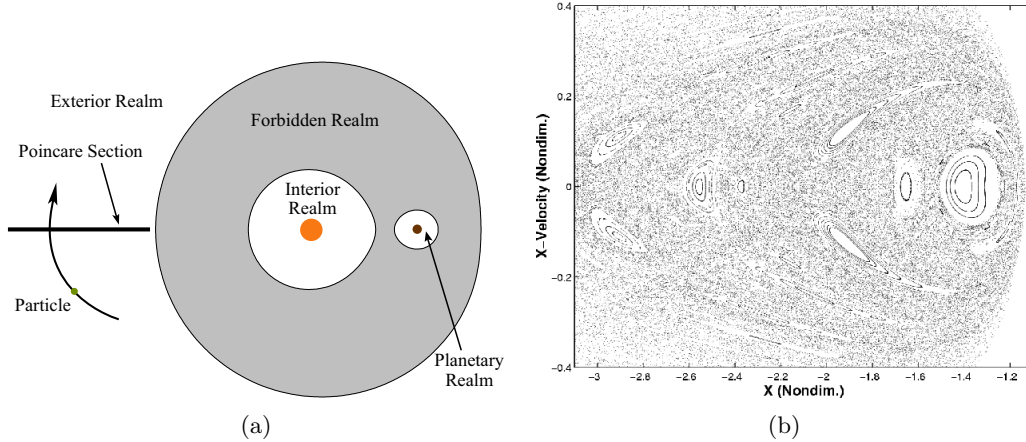 Exterior Realm
Poincare Section
Particle
Forbidden Realm
Interior
Realm
Planetary
Realm
(a)
X-Velocity (Nondim.)
0.4
0.2
0
-0.2
-0.4
-3 -2.8 -2.6 -2.4 -2.2 -2 -1.8 -1.6 -1.4 -1.2
X (Nondim.)
(b)